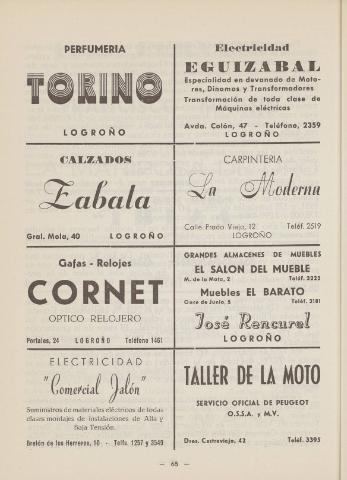 PERFUMERIA
TORINO
LOGROÑO
Electricidad
EGUIZABAL
Especialidad en devanado de Moto-
res, Dinamos y Transformadores
Transformación de toda clase de
Máquinas eléctricas
Avda. Colón, 47 - Teléfono, 2359
LOGROÑO
CALZADOS
Zabala
Gral. Mola, 40 LOGROÑO
CARPINTERIA
La Moderna
Calle Prado Viejo, 12 Teléf. 2519
LOGROÑO
Gafas - Relojes
CORNET
OPTICO RELOJERO
Portales, 24 LOGROÑO Teléfono 1461
GRANDES ALMACENES DE MUEBLES
EL SALON DEL MUEBLE
M. de la Mata, 2 Teléf. 3222
Muebles EL BARATO
Once de Junio, 5 Teléf. 2181
José Rencurel
LOGROÑO
ELECTRICIDAD
"Comercial Jalón"
Suministros de materiales eléctricos de todas
clases montajes de instalaciones de Alta y
Baja Tensión.
Bretón de los Herreros, 10 - Telfs. 1257 y 3549
TALLER DE LA MOTO
SERVICIO OFICIAL DE PEUGEOT
O.S.S.A. y M.V.
Dres. Castroviejo, 42 Teléf. 3395
— 68 —